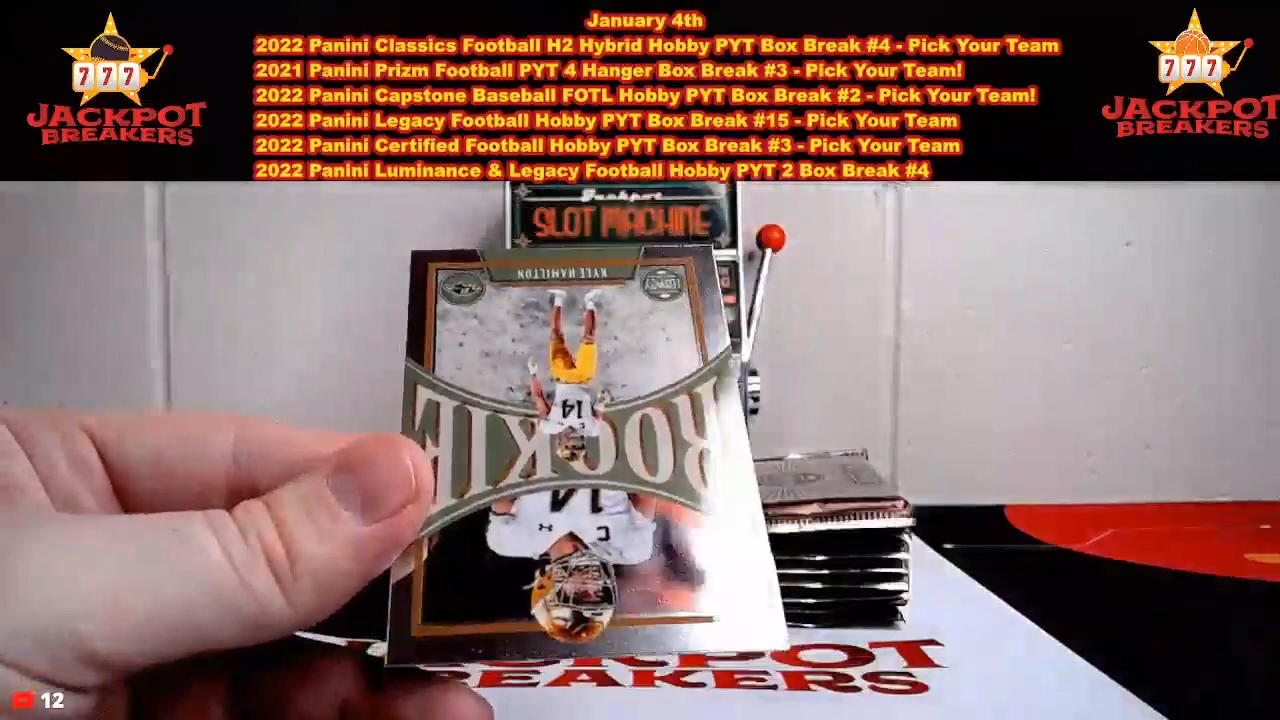 January 4th
2022 Panini Classics Football H2 Hybrid Hobby PYT Box Break #4 - Pick Your Team
2021 Panini Prizm Football PYT 4 Hanger Box Break #3 - Pick Your Team!
2022 Panini Capstone Baseball FOTL Hobby PYT Box Break #2 - Pick Your Team!
2022 Panini Legacy Football Hobby PYT Box Break #15 - Pick Your Team
2022 Panini Certified Football Hobby PYT Box Break #3 - Pick Your Team
2022 Panini Luminance & Legacy Football Hobby PYT 2 Box Break #4
777
JACKPOT
BREAKERS
777
JACKPOT
BREAKERS
Jackpot
SLOT MACHINE
KYLE HAMILTON
LEGACY
14
ROOKIE
14
C
JACKPOT
BREAKERS
12